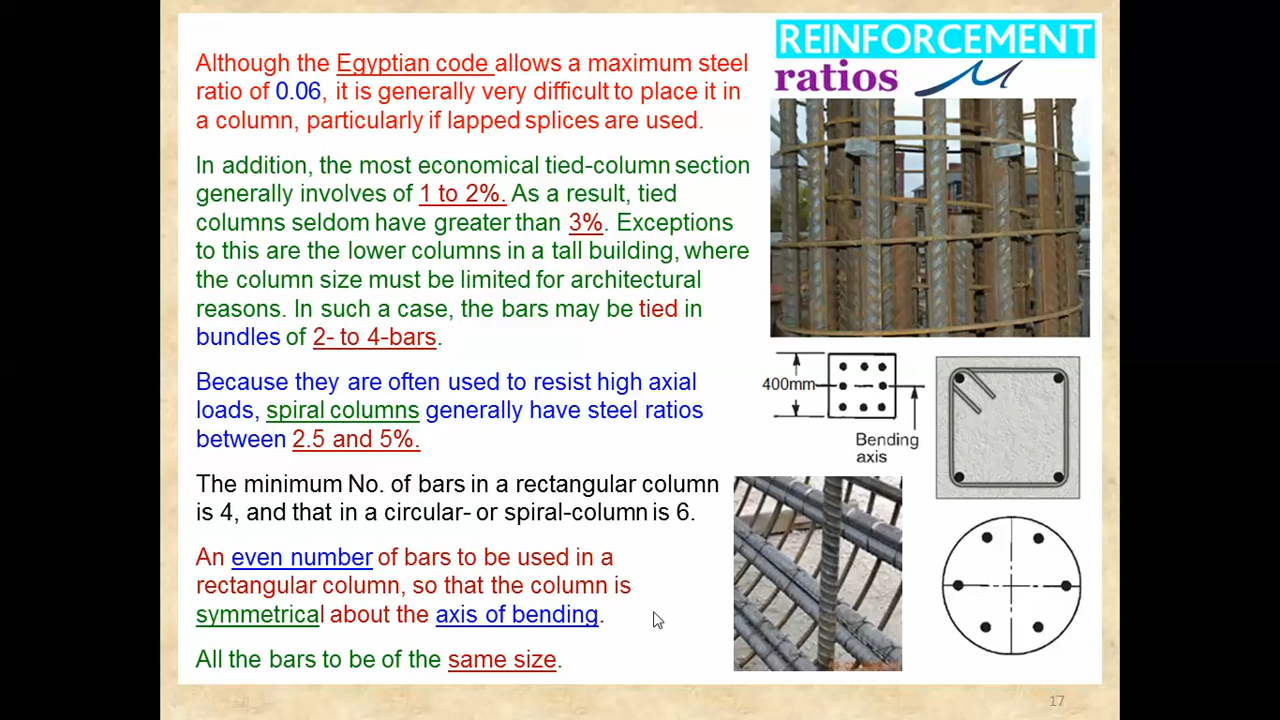 REINFORCEMENT
ratios
Although the Egyptian code allows a maximum steel
ratio of 0.06, it is generally very difficult to place it in
a column, particularly if lapped splices are used.
In addition, the most economical tied-column section
generally involves of 1 to 2%. As a result, tied
columns seldom have greater than 3%. Exceptions
to this are the lower columns in a tall building, where
the column size must be limited for architectural
reasons. In such a case, the bars may be tied in
bundles of 2- to 4-bars.
Because they are often used to resist high axial
loads, spiral columns generally have steel ratios
between 2.5 and 5%.
The minimum No. of bars in a rectangular column
is 4, and that in a circular- or spiral-column is 6.
An even number of bars to be used in a
rectangular column, so that the column is
symmetrical about the axis of bending.
All the bars to be of the same size.
400mm
Bending
axis
17